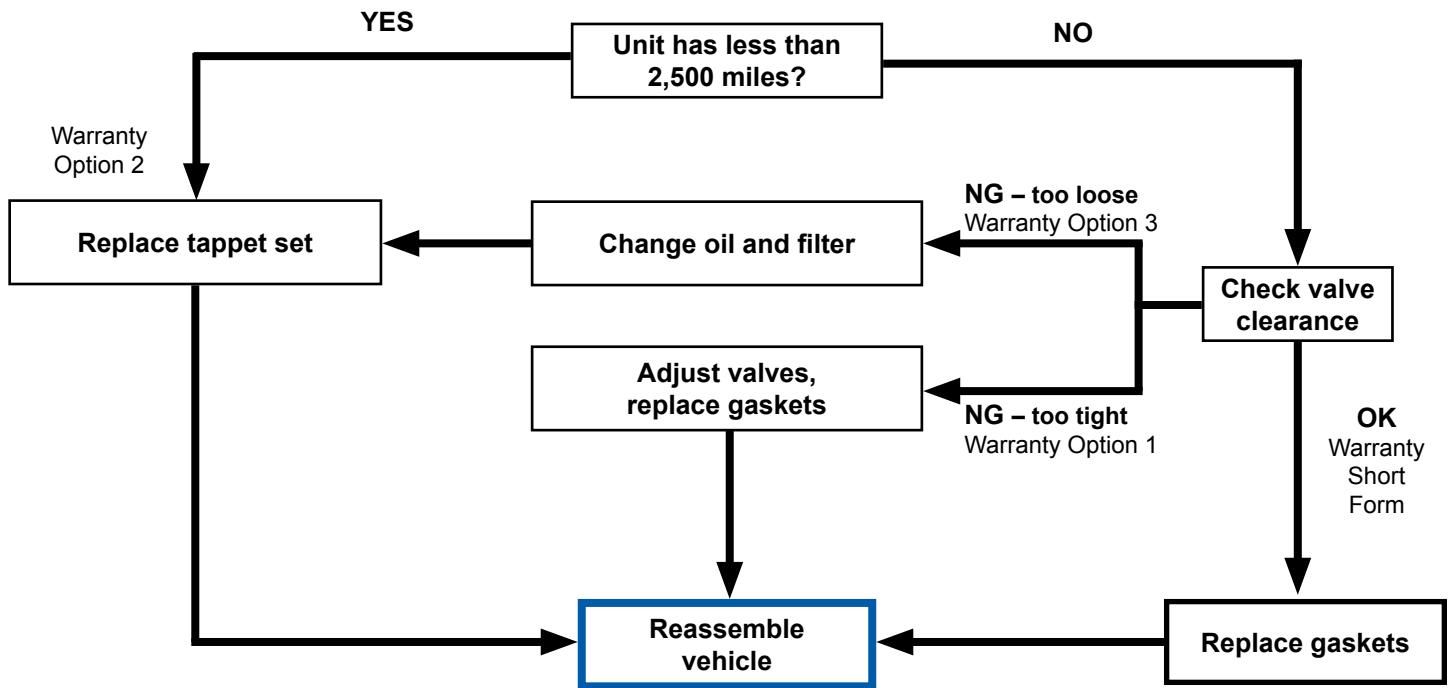 YES
Unit has less than
2,500 miles?
NO
Warranty
Option 2
NG – too loose
Warranty Option 3
Replace tappet set
Change oil and filter
Check valve
clearance
Adjust valves,
replace gaskets
NG – too tight
Warranty Option 1
OK
Warranty
Short
Form
Reassemble
vehicle
Replace gaskets